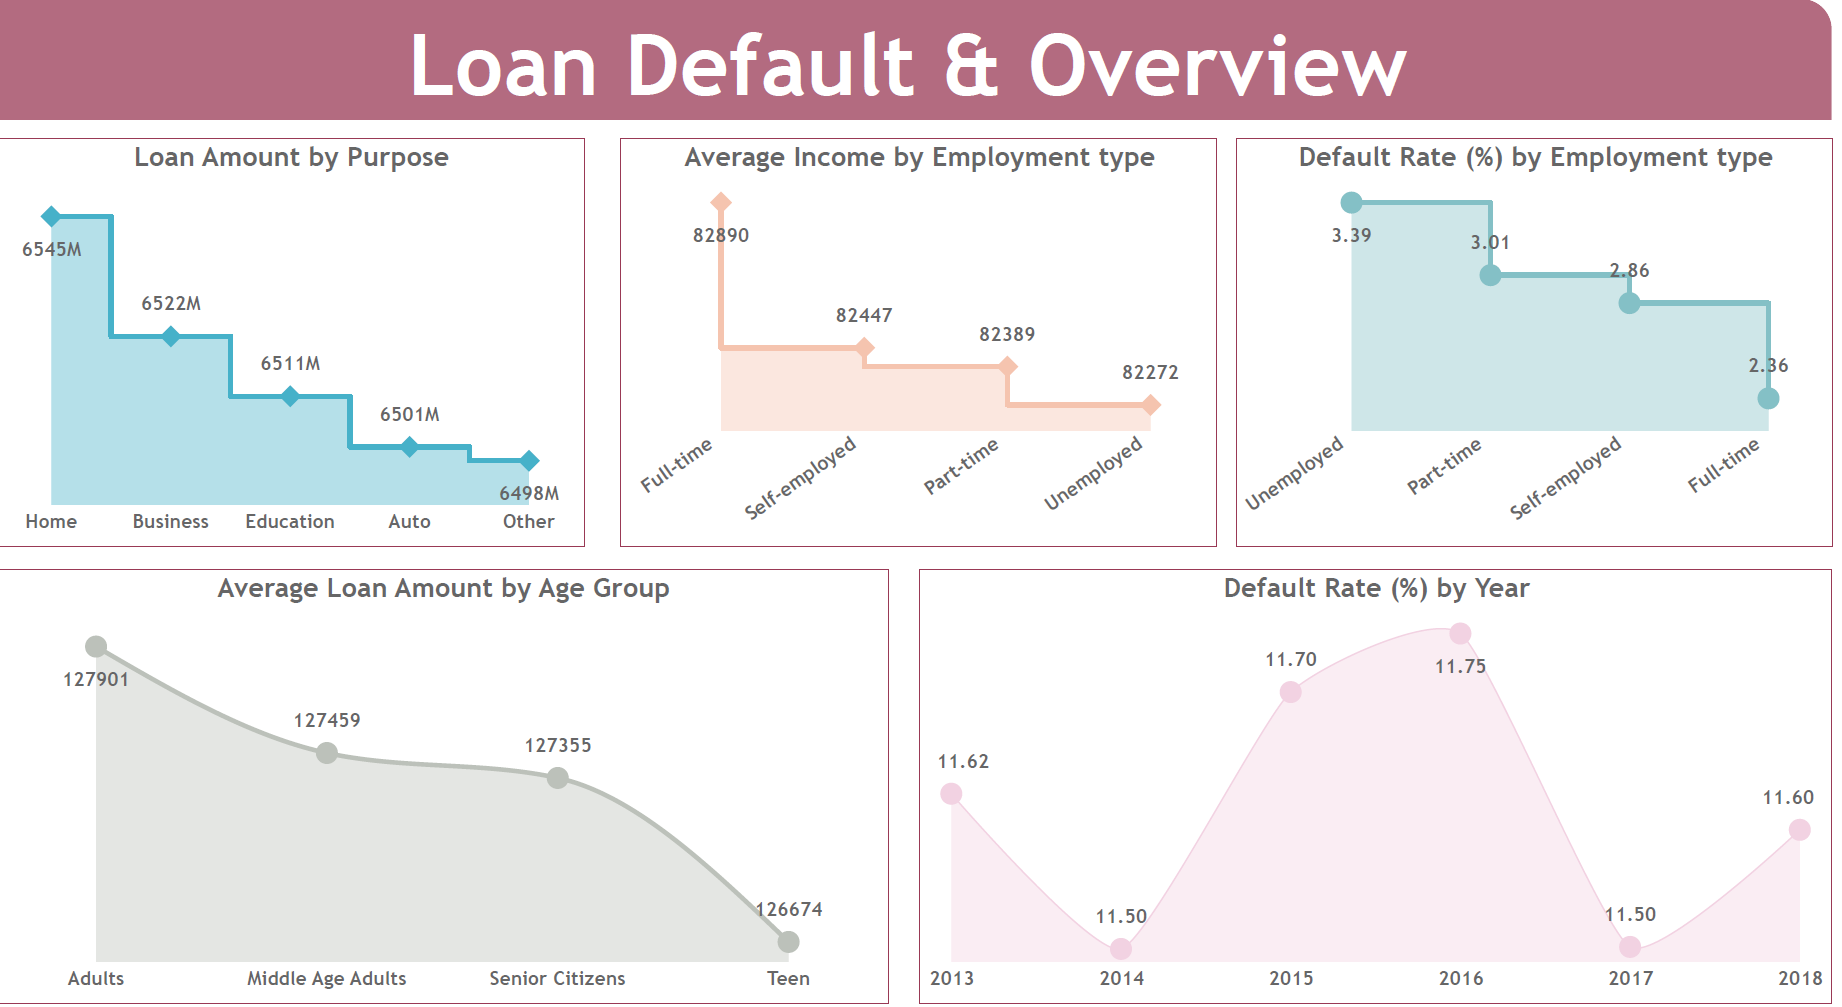 Loan Default & Overview
Loan Amount by Purpose
6545M
6522M
6511M
6501M
6498M
Home Business Education Auto Other
Average Income by Employment type
82890
82447
82389
82272
Full-time Self-employed Part-time Unemployed
Default Rate (%) by Employment type
3.39
3.01
2.86
2.36
Unemployed Part-time Self-employed Full-time
Average Loan Amount by Age Group
127901
127459
127355
126674
Adults Middle Age Adults Senior Citizens Teen
Default Rate (%) by Year
11.62
11.50
11.70
11.75
11.50
11.60
2013 2014 2015 2016 2017 2018